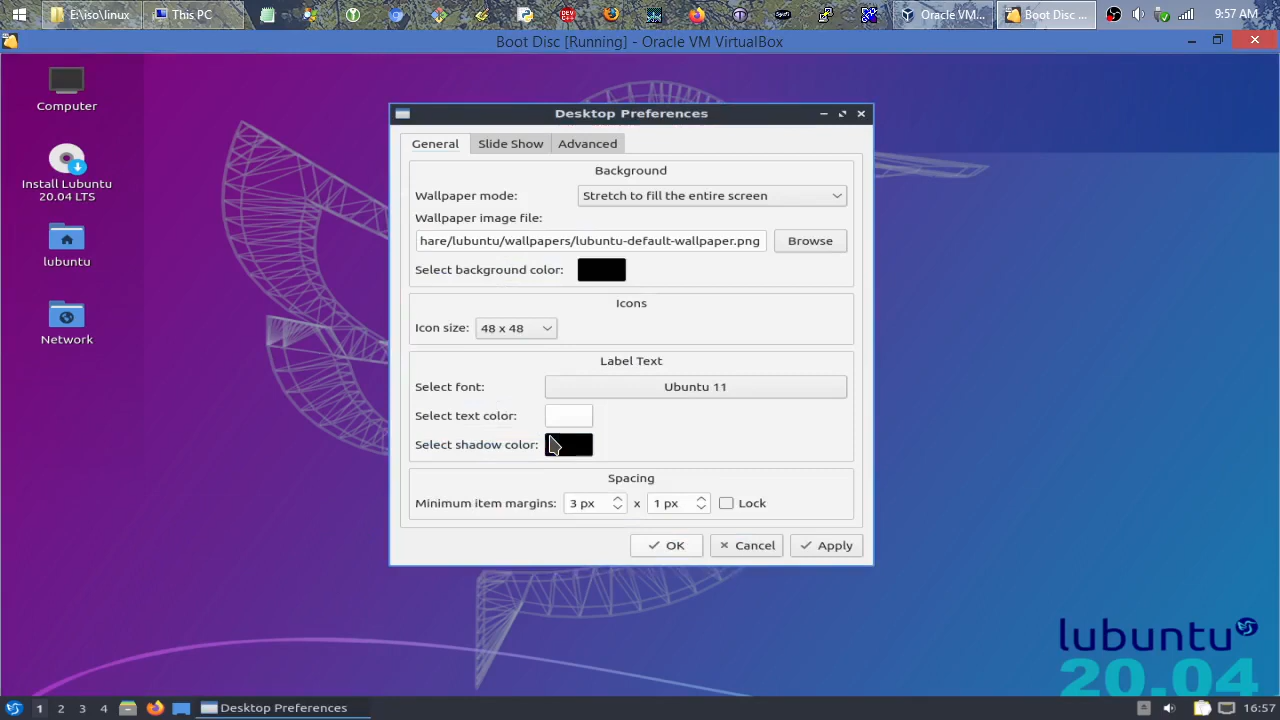 E:\iso\linux
This PC
Oracle VM...
Boot Disc ...
9:57 AM
Boot Disc [Running] - Oracle VM VirtualBox
Computer
Install Lubuntu
20.04 LTS
lubuntu
Network
Desktop Preferences
General
Slide Show
Advanced
Background
Wallpaper mode:
Stretch to fill the entire screen
Wallpaper image file:
hare/lubuntu/wallpapers/lubuntu-default-wallpaper.png
Browse
Select background color:
Icons
Icon size:
48 x 48
Label Text
Select font:
Ubuntu 11
Select text color:
Select shadow color:
Spacing
Minimum item margins:
3 px
x
1 px
Lock
OK
Cancel
Apply
lubuntu
20.04
1
2
3
4
Desktop Preferences
16:57